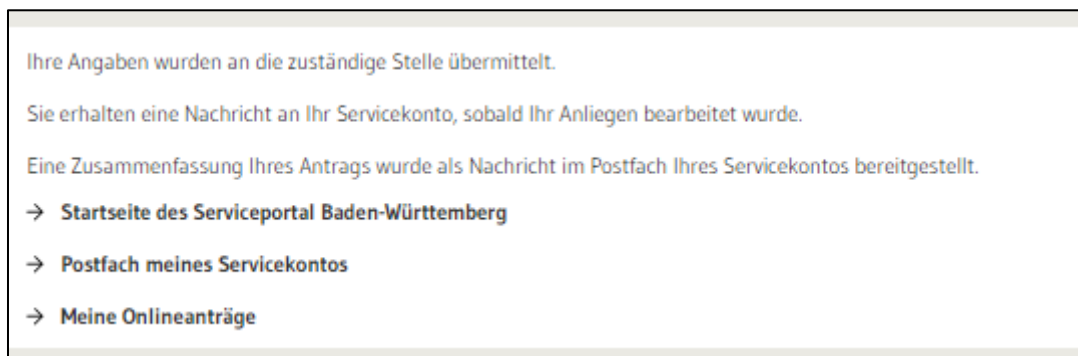 Ihre Angaben wurden an die zuständige Stelle übermittelt.
Sie erhalten eine Nachricht an Ihr Servicekonto, sobald Ihr Anliegen bearbeitet wurde.
Eine Zusammenfassung Ihres Antrags wurde als Nachricht im Postfach Ihres Servicekontos bereitgestellt.
→ Startseite des Serviceportal Baden-Württemberg
→ Postfach meines Servicekontos
→ Meine Onlineanträge